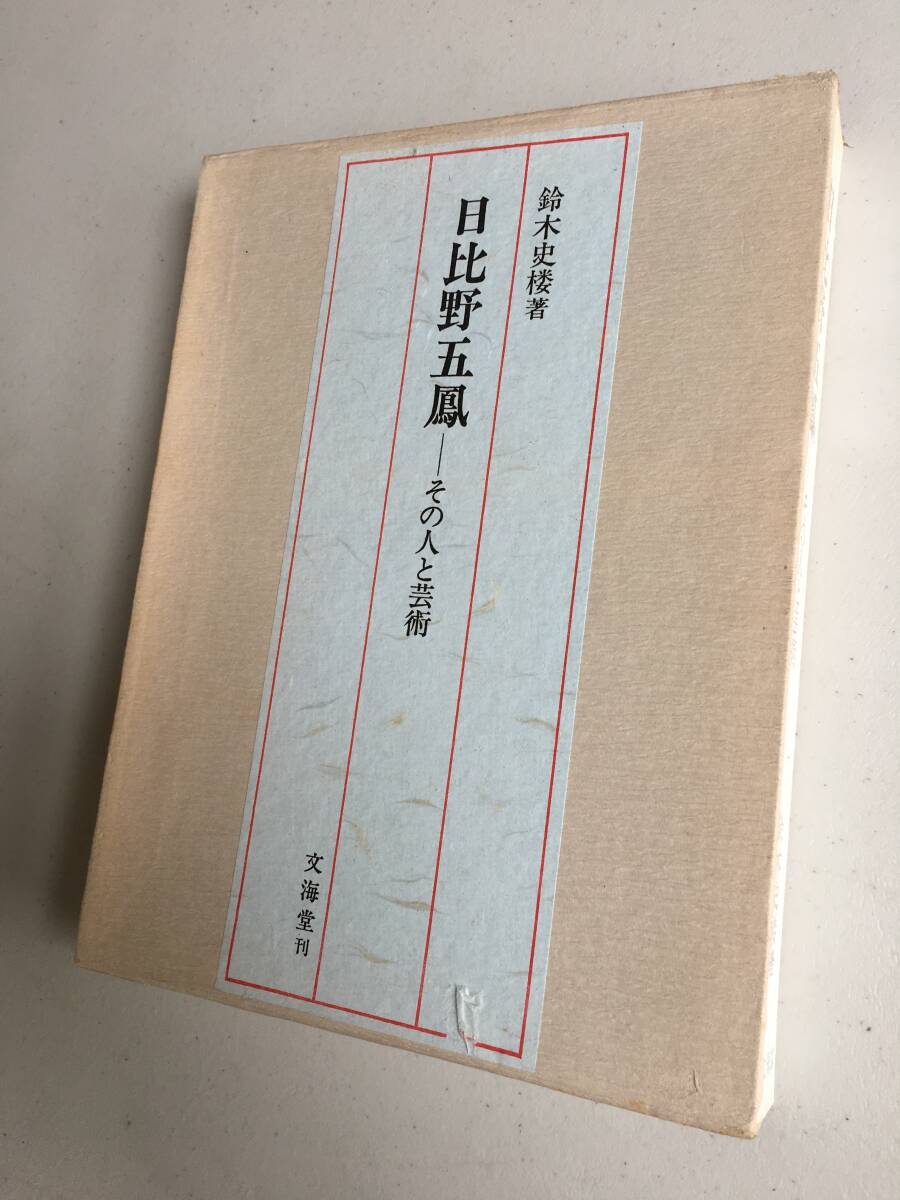 鈴木史楼著
日比野五鳳―その人と芸術
文海堂刊